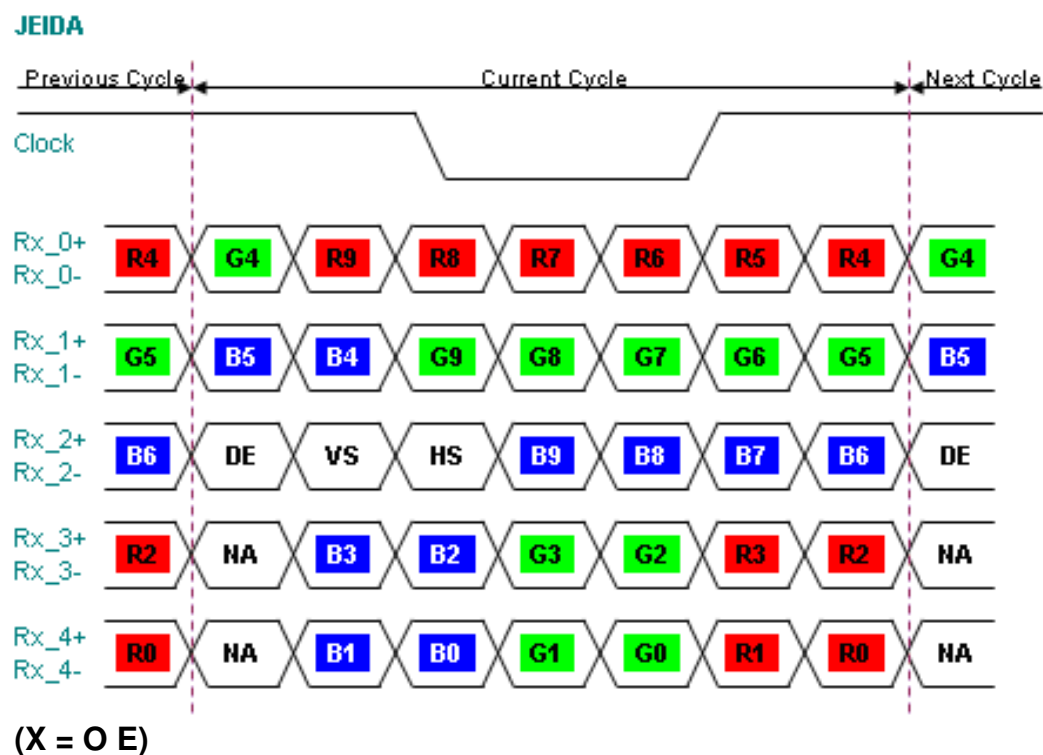 JEIDA
Previous Cycle Current Cycle Next Cycle
Clock
Rx_0+
Rx_0-
R4 G4 R9 R8 R7 R6 R5 R4 G4
Rx_1+
Rx_1-
G5 B5 B4 G9 G8 G7 G6 G5 B5
Rx_2+
Rx_2-
B6 DE VS HS B9 B8 B7 B6 DE
Rx_3+
Rx_3-
R2 NA B3 B2 G3 G2 R3 R2 NA
Rx_4+
Rx_4-
R0 NA B1 B0 G1 G0 R1 R0 NA
(X = O E)